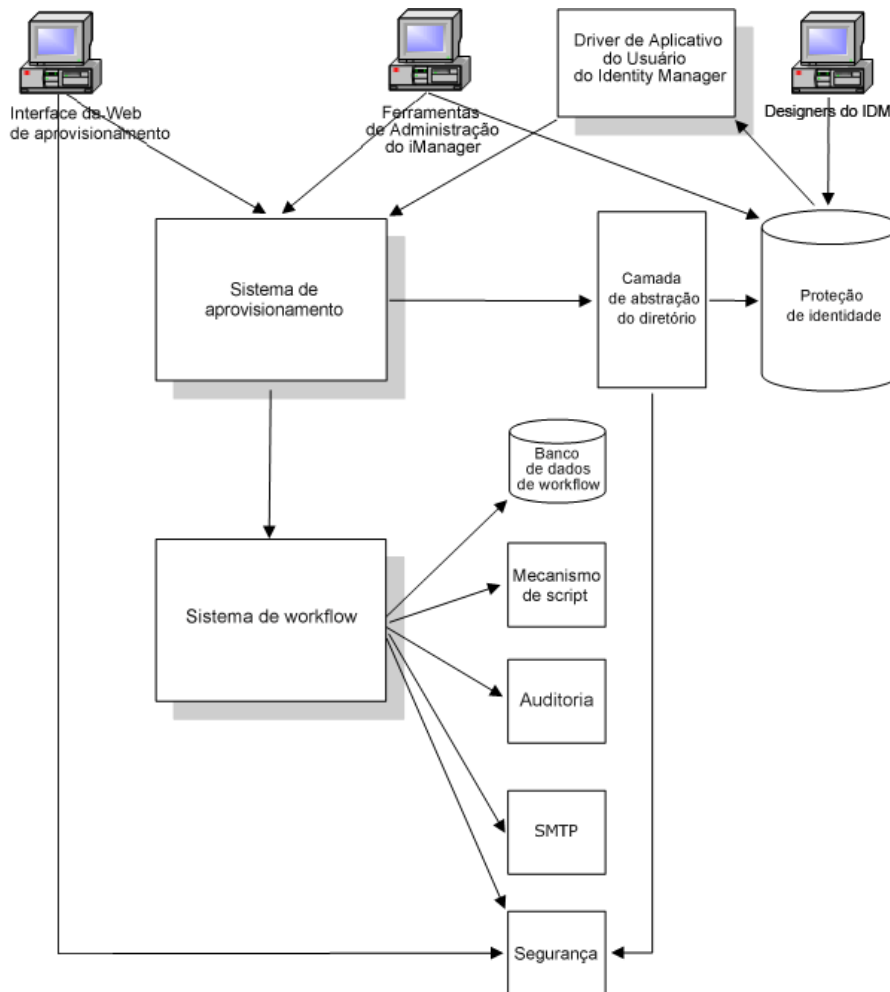 Interface da Web
de aprovisionamento
Ferramentas
de Administração
do iManager
Driver de Aplicativo
do Usuário
do Identity Manager
Designers do IDM
Sistema de
aprovisionamento
Camada
de abstração
do diretório
Proteção
de identidade
Banco
de dados
de workflow
Sistema de workflow
Mecanismo
de script
Auditoria
SMTP
Segurança